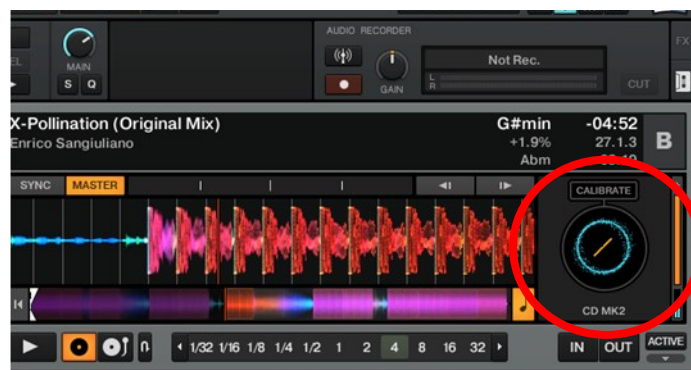 AUDIO RECORDER
FX
MAIN
Not Rec.
S Q
L
R
GAIN
CUT
X-Pollination (Original Mix)
G#min
-04:52
Enrico Sangiuliano
+1.9%
27.1.3
B
Abm
SYNC
MASTER
CALIBRATE
CD MK2
1/32 1/16 1/8 1/4 1/2 1 2 4 8 16 32
IN
OUT
ACTIVE